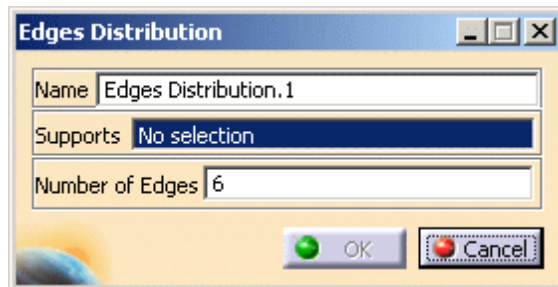 Edges Distribution
Name Edges Distribution.1
Supports No selection
Number of Edges 6
OK Cancel